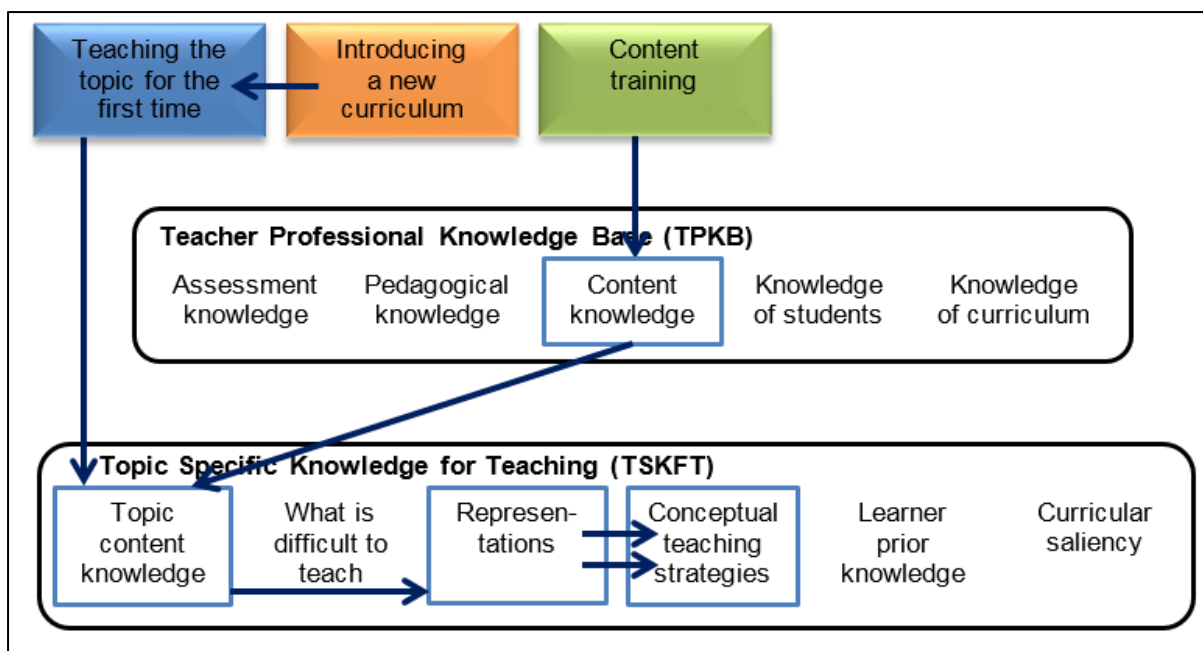 Teaching the
topic for the
first time
Introducing
a new
curriculum
Content
training
Teacher Professional Knowledge Base (TPKB)
Assessment
knowledge
Pedagogical
knowledge
Content
knowledge
Knowledge
of students
Knowledge
of curriculum
Topic Specific Knowledge for Teaching (TSKFT)
Topic
content
knowledge
What is
difficult to
teach
Represen-
tations
Conceptual
teaching
strategies
Learner
prior
knowledge
Curricular
saliency